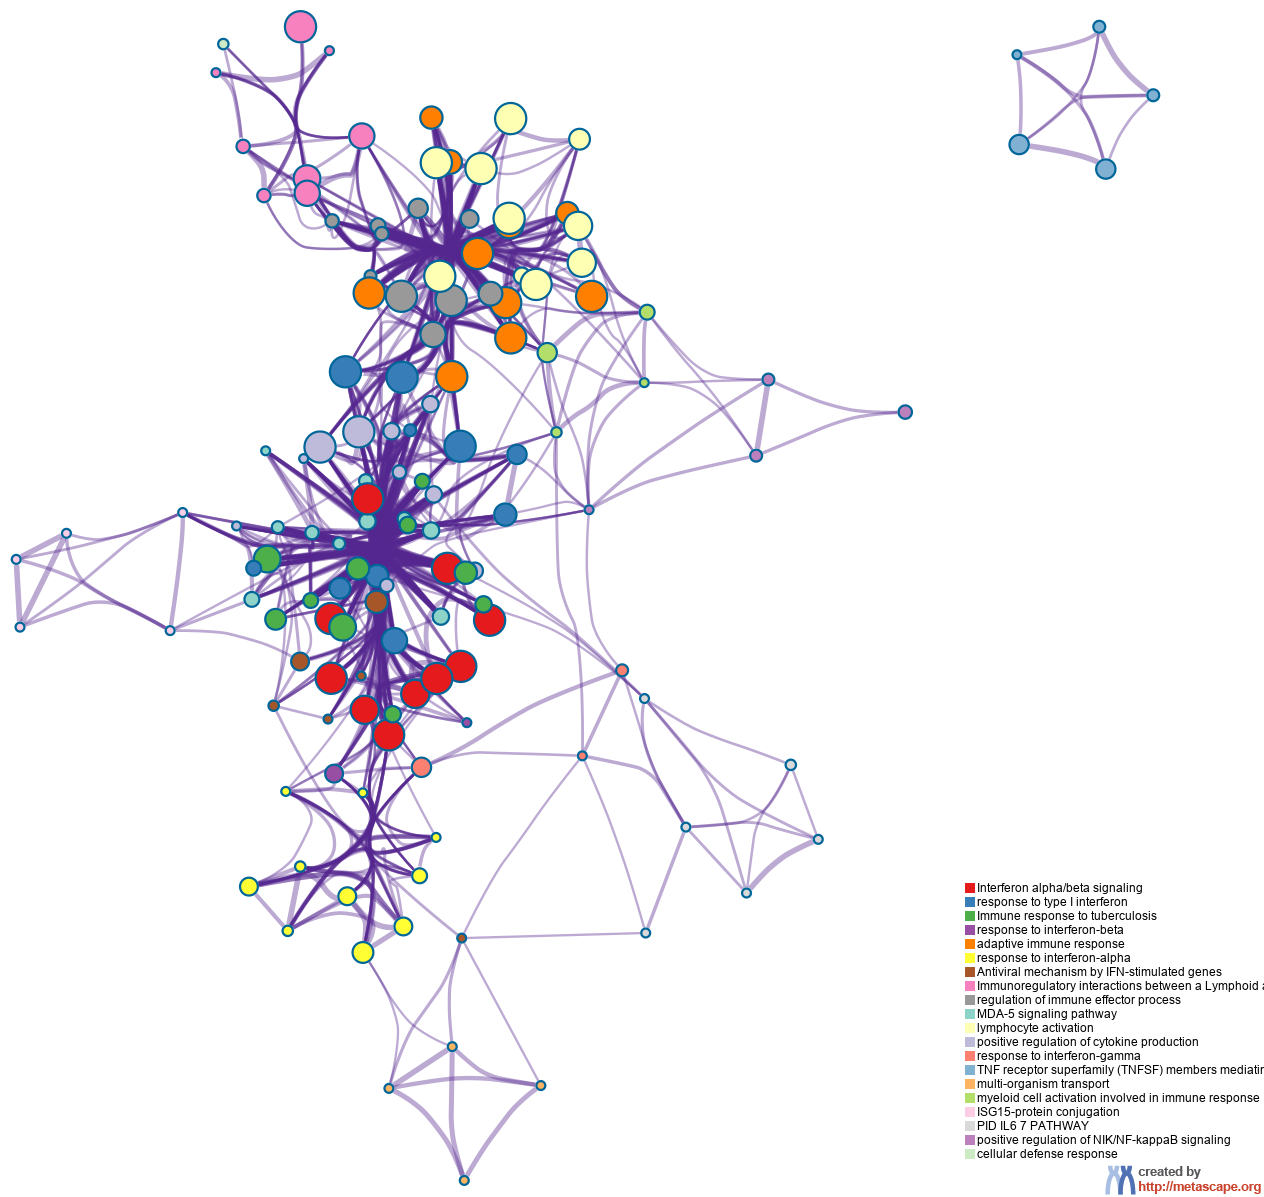 Interferon alpha/beta signaling
response to type I interferon
Immune response to tuberculosis
response to interferon-beta
adaptive immune response
response to interferon-alpha
Antiviral mechanism by IFN-stimulated genes
Immunoregulatory interactions between a Lymphoid
regulation of immune effector process
MDA-5 signaling pathway
lymphocyte activation
positive regulation of cytokine production
response to interferon-gamma
TNF receptor superfamily (TNFSF) members
multi-organism transport
myeloid cell activation involved in immune response
ISG15-protein conjugation
PID IL6 7 PATHWAY
positive regulation of NIK/NF-kappaB signaling
cellular defense response
created by
http://metascape.org